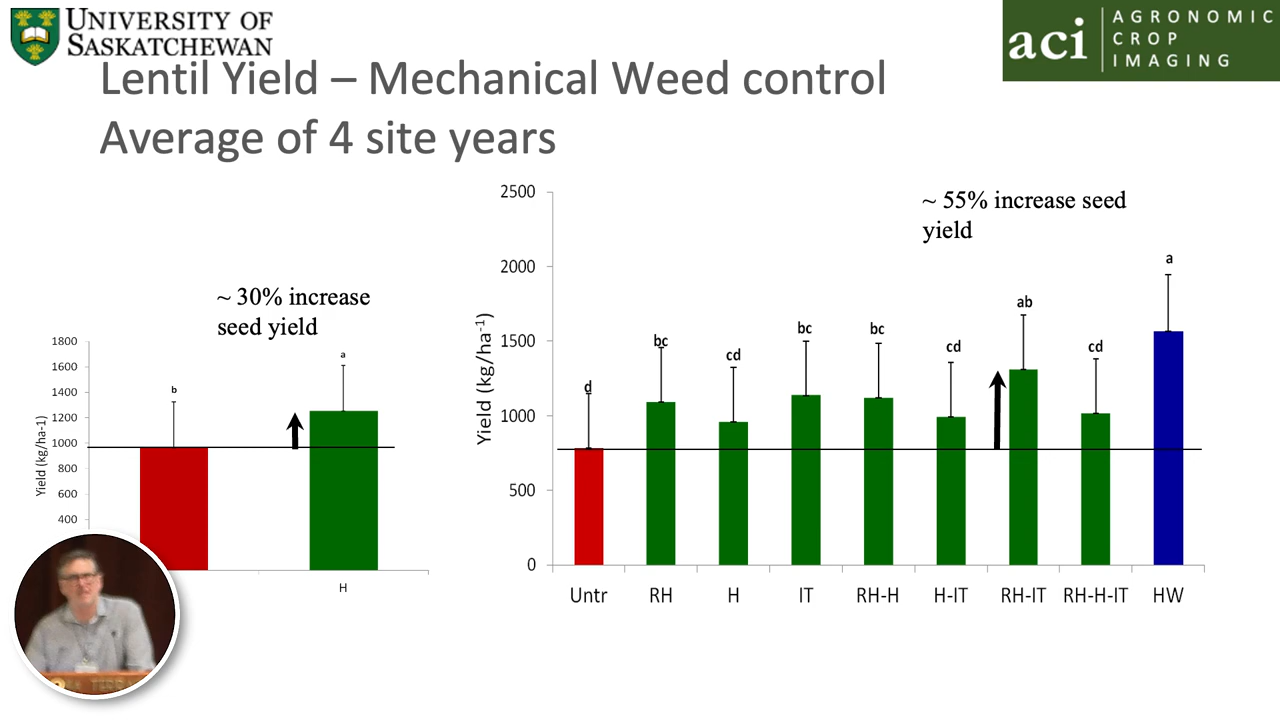 UNIVERSITY OF
SASKATCHEWAN
aci
AGRONOMIC
CROP
IMAGING
Lentil Yield – Mechanical Weed control
Average of 4 site years
~ 30% increase
seed yield
1800
1600
1400
1200
1000
800
600
400
Yield (kg/ha-1)
b
a
H
~ 55% increase seed
yield
2500
2000
1500
1000
500
0
Yield (kg/ha⁻¹)
d
bc
cd
bc
bc
cd
ab
cd
a
Untr
RH
H
IT
RH-H
H-IT
RH-IT
RH-H-IT
HW